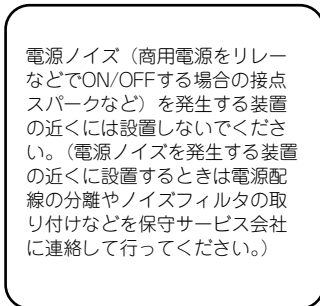 電源ノイズ（商用電源をリレー
などでON/OFFする場合の接点
スパークなど）を発生する装置
の近くには設置しないでくださ
い。（電源ノイズを発生する装置
の近くに設置するときは電源配
線の分離やノイズフィルタの取
り付けなどを保守サービス会社
に連絡して行ってください。）